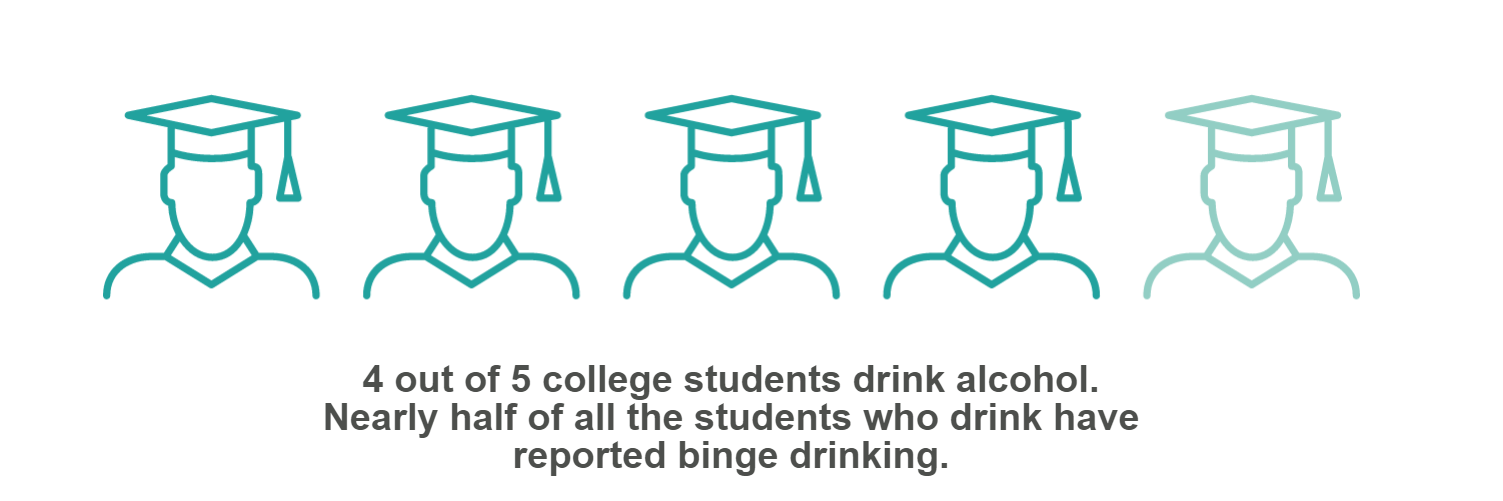 4 out of 5 college students drink alcohol.
Nearly half of all the students who drink have
reported binge drinking.